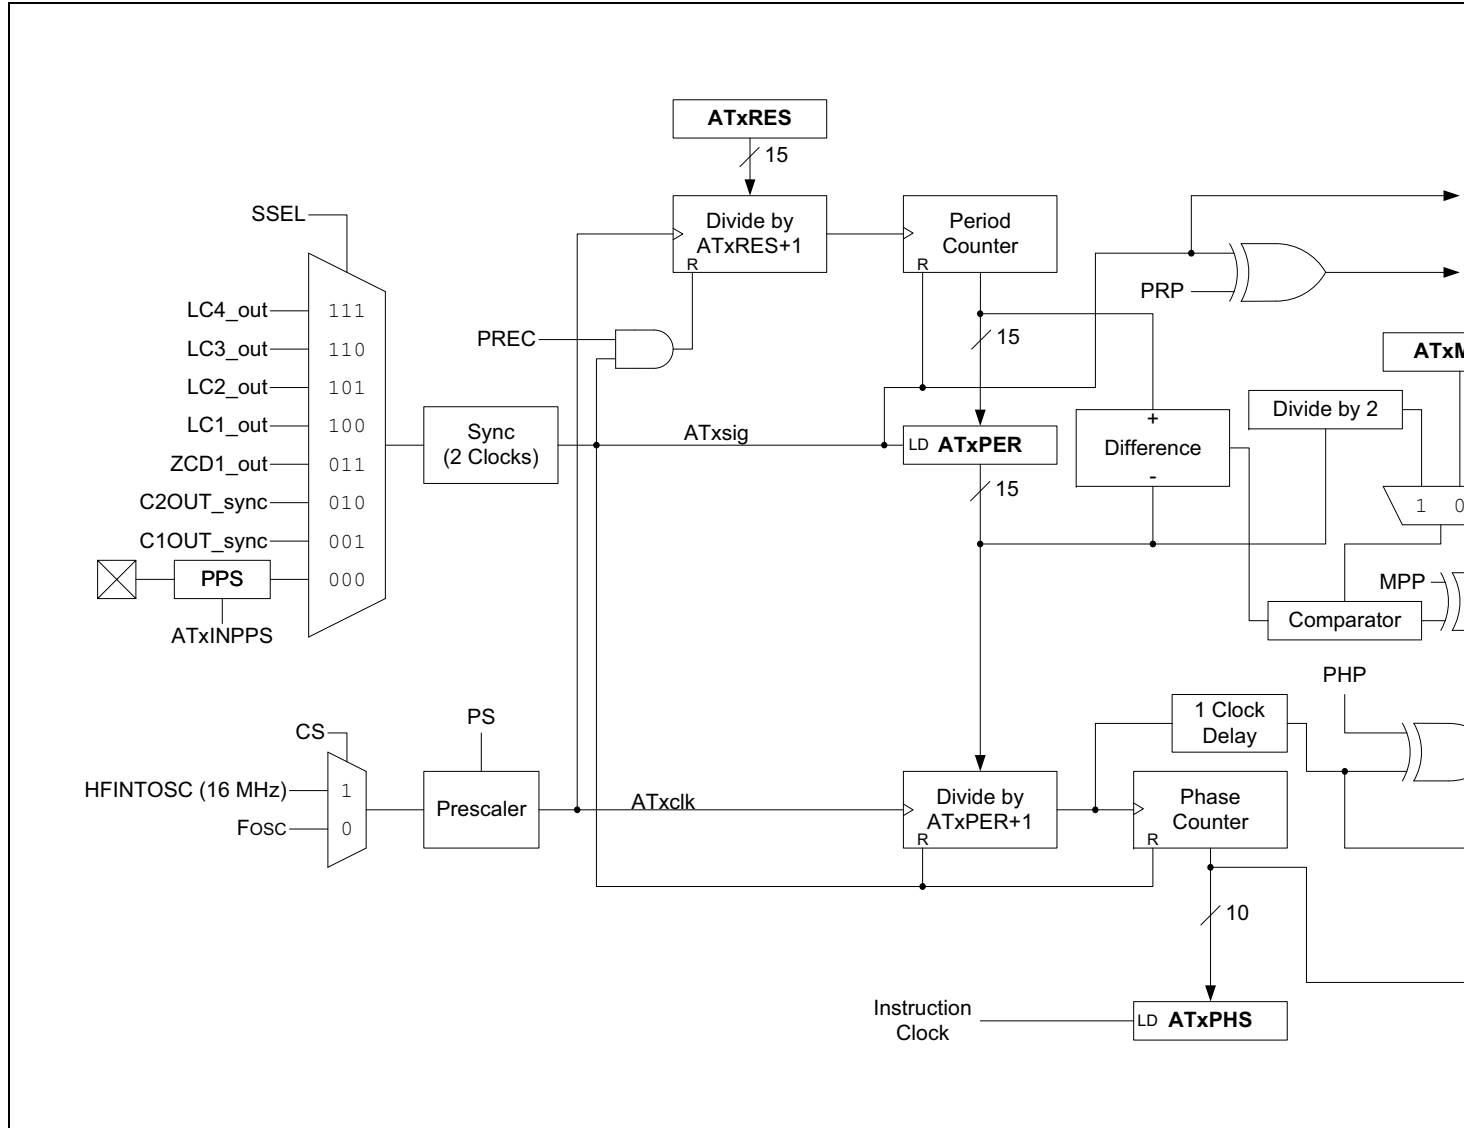 ATxRES
15
SSEL
Divide by
ATxRES+1
R
Period
Counter
R
PRP
LC4_out
111
LC3_out
110
LC2_out
101
LC1_out
100
ZCD1_out
011
C2OUT_sync
010
C1OUT_sync
001
PPS
000
ATxINPPS
PREC
15
Sync
(2 Clocks)
ATxsig
LD ATxPER
15
+
Difference
-
Divide by 2
ATxM
1 0
MPP
Comparator
PHP
CS
PS
HFINTOSC (16 MHz)
1
FOSC
0
Prescaler
ATxclk
Divide by
ATxPER+1
R
1 Clock
Delay
Phase
Counter
R
10
Instruction
Clock
LD ATxPHS